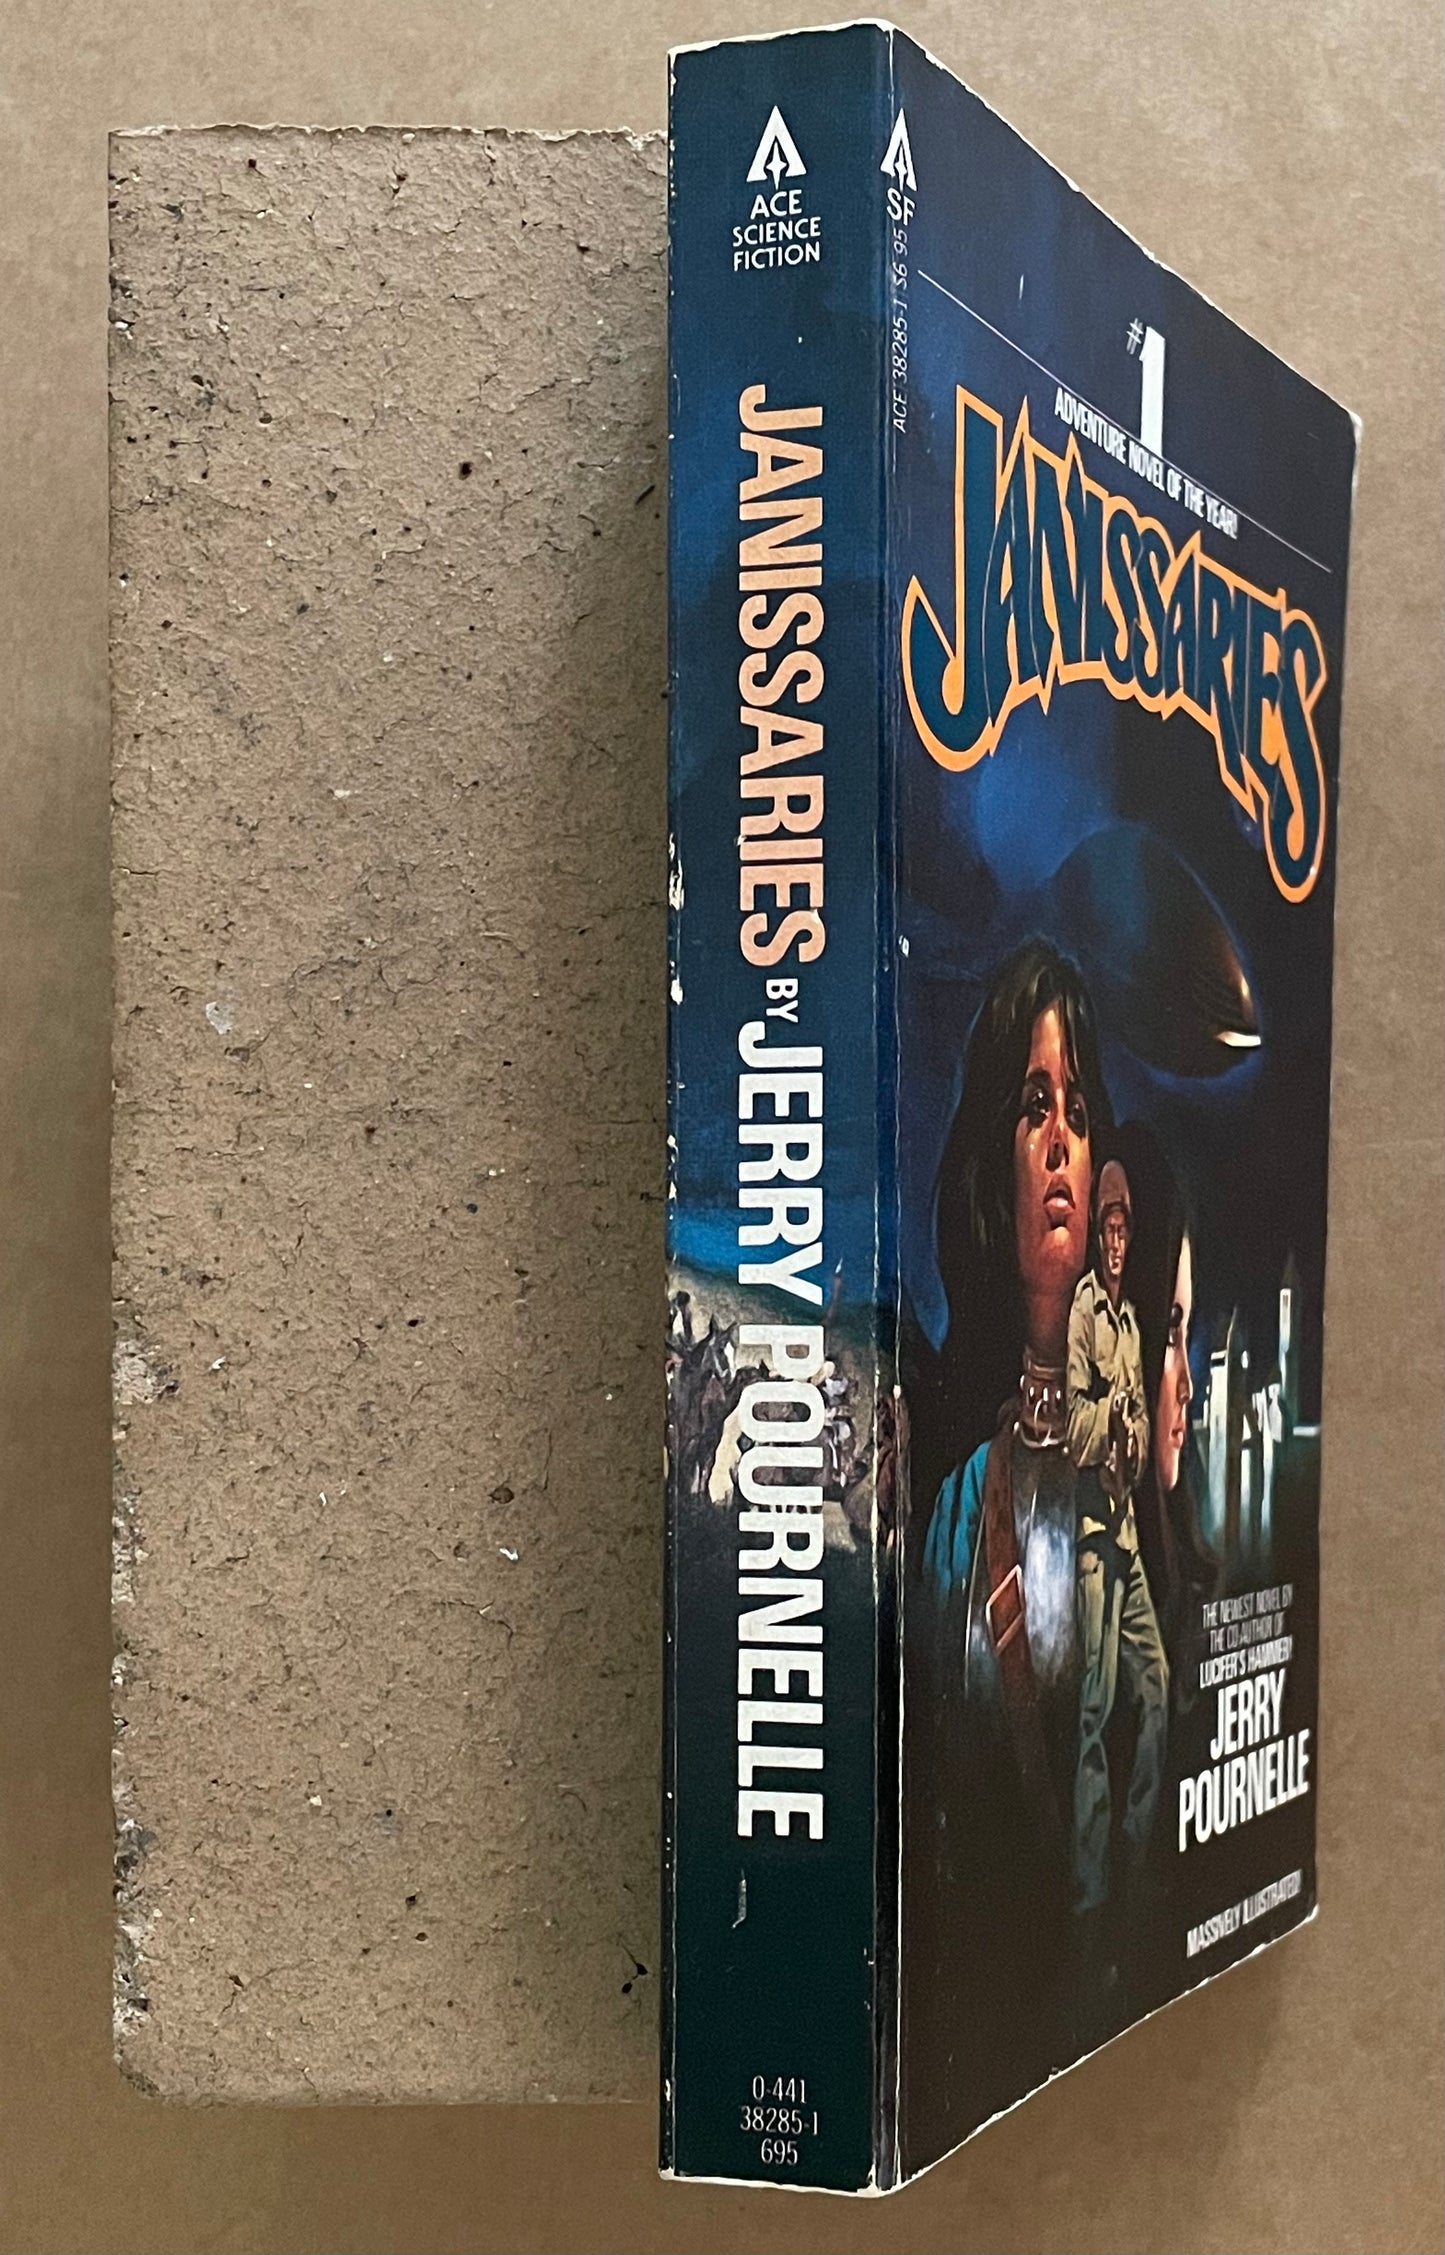 ACE
SCIENCE
FICTION
JANISSARIES BY JERRY POURNELLE
0-441
38285-1
695
SF
ACE 38285-1 $6.95
#1
ADVENTURE NOVEL OF THE YEAR!
JANISSARIES
THE NEWEST NOVEL BY
THE CO-AUTHOR OF
LUCIFER'S HAMMER!
JERRY
POURNELLE
MASSIVELY ILLUSTRATED!